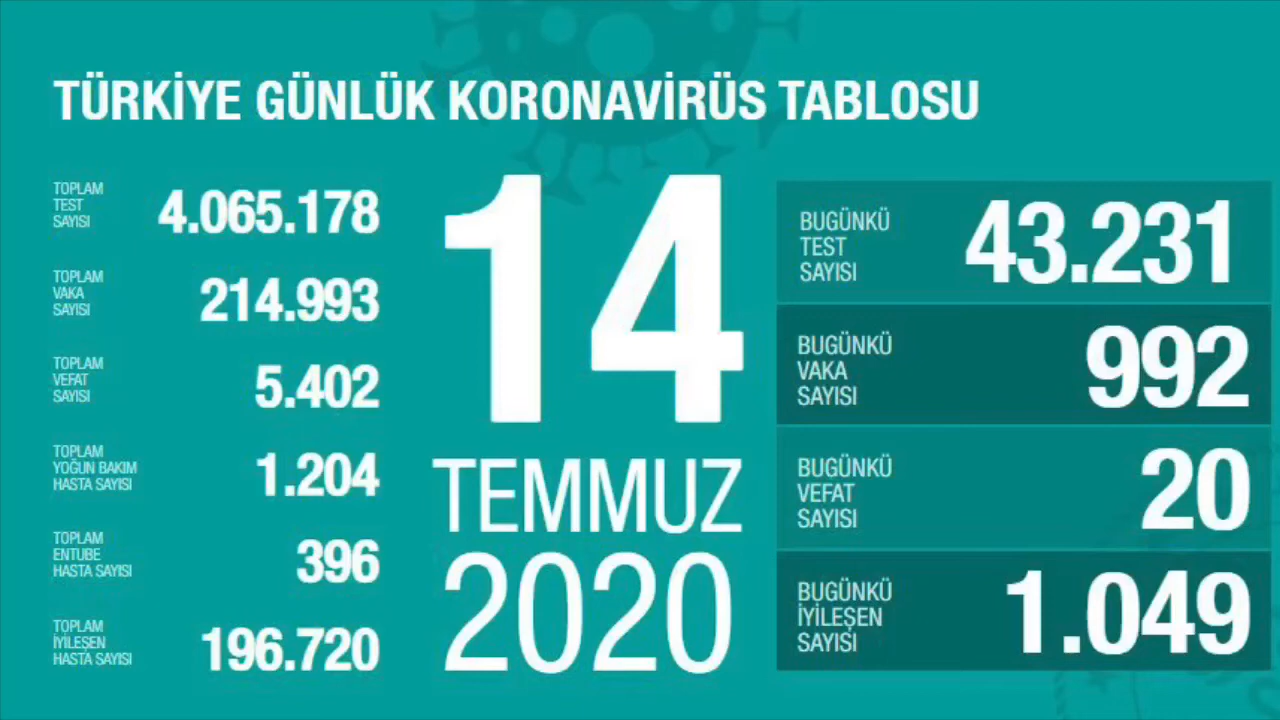 TÜRKİYE GÜNLÜK KORONAVİRÜS TABLOSU
TOPLAM
TEST
SAYISI
4.065.178
TOPLAM
VAKA
SAYISI
214.993
TOPLAM
VEFAT
SAYISI
5.402
TOPLAM
YOĞUN BAKIM
HASTA SAYISI
1.204
TOPLAM
ENTUBE
HASTA SAYISI
396
TOPLAM
İYİLEŞEN
HASTA SAYISI
196.720
14
TEMMUZ
2020
BUGÜNKÜ
TEST
SAYISI
43.231
BUGÜNKÜ
VAKA
SAYISI
992
BUGÜNKÜ
VEFAT
SAYISI
20
BUGÜNKÜ
İYİLEŞEN
SAYISI
1.049